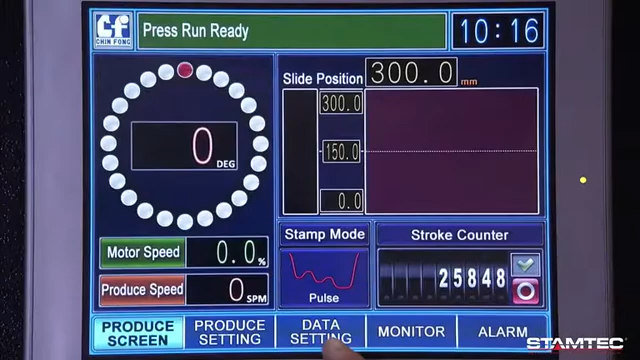 CHIN FONG
Press Run Ready
10:16
Slide Position 300.0 mm
300.0
150.0
0.0
0 DEG
Motor Speed 0.0 %
Produce Speed 0 SPM
Stamp Mode
Pulse
Stroke Counter
25848
PRODUCE SCREEN
PRODUCE SETTING
DATA SETTING
MONITOR
ALARM
STAMTEC